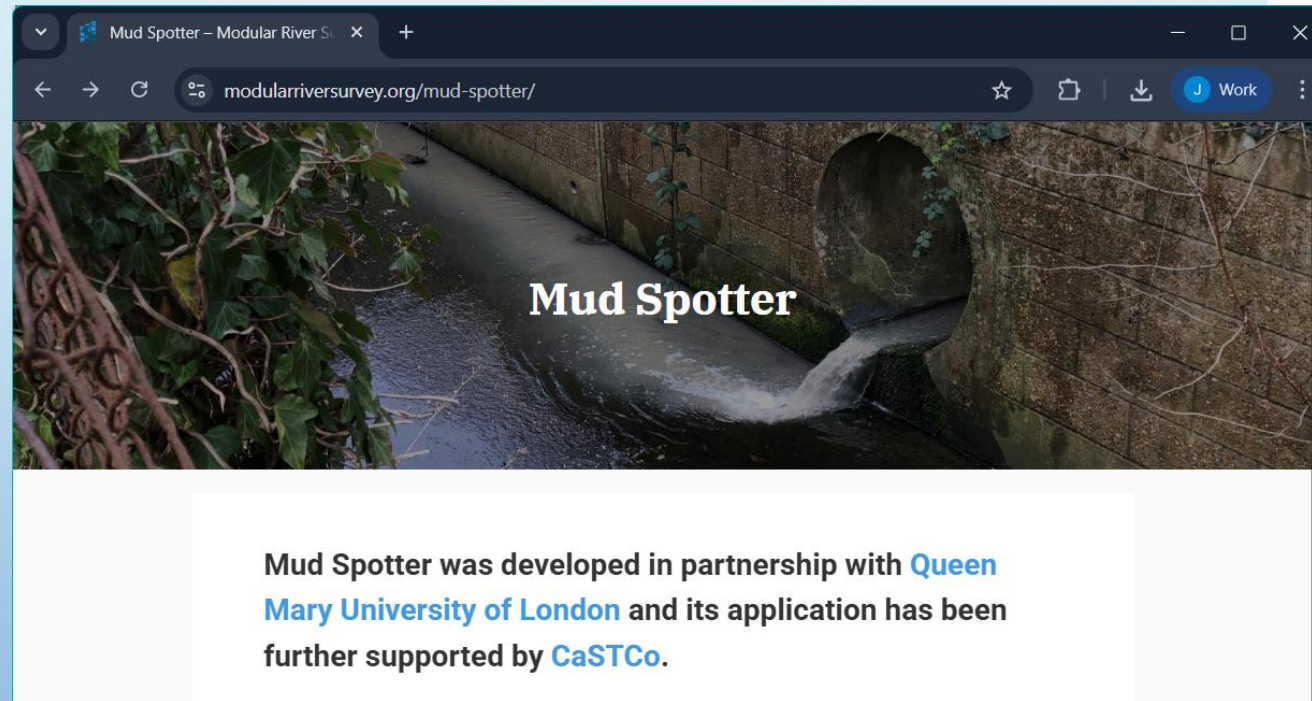 Mud Spotter – Modular River S
modularriversurvey.org/mud-spotter/
J Work
Mud Spotter
Mud Spotter was developed in partnership with Queen
Mary University of London and its application has been
further supported by CaSTCo.